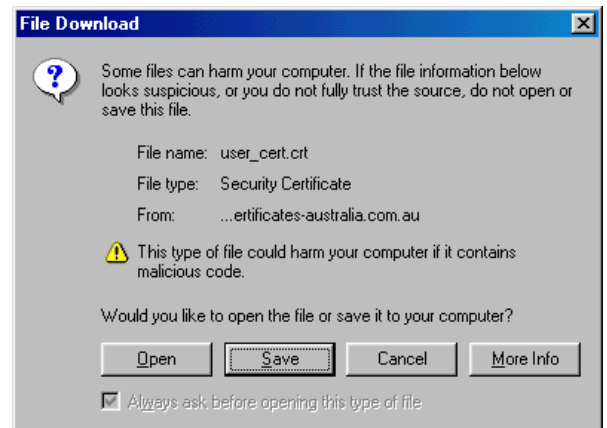 File Download
Some files can harm your computer. If the file information below
looks suspicious, or you do not fully trust the source, do not open or
save this file.
File name: user_cert.crt
File type: Security Certificate
From: ...ertificates-australia.com.au
This type of file could harm your computer if it contains
malicious code.
Would you like to open the file or save it to your computer?
Open Save Cancel More Info
Always ask before opening this type of file